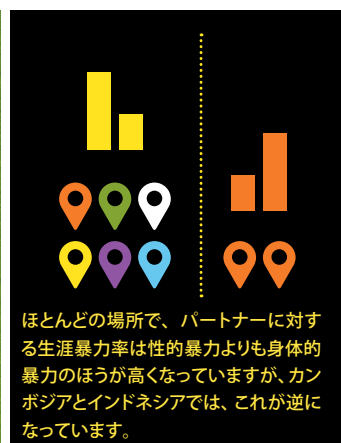 ほとんどの場所で、パートナーに対す
る生涯暴力率は性的暴力よりも身体的
暴力のほうが高くなっていますが、カン
ボジアとインドネシアでは、これが逆に
なっています。